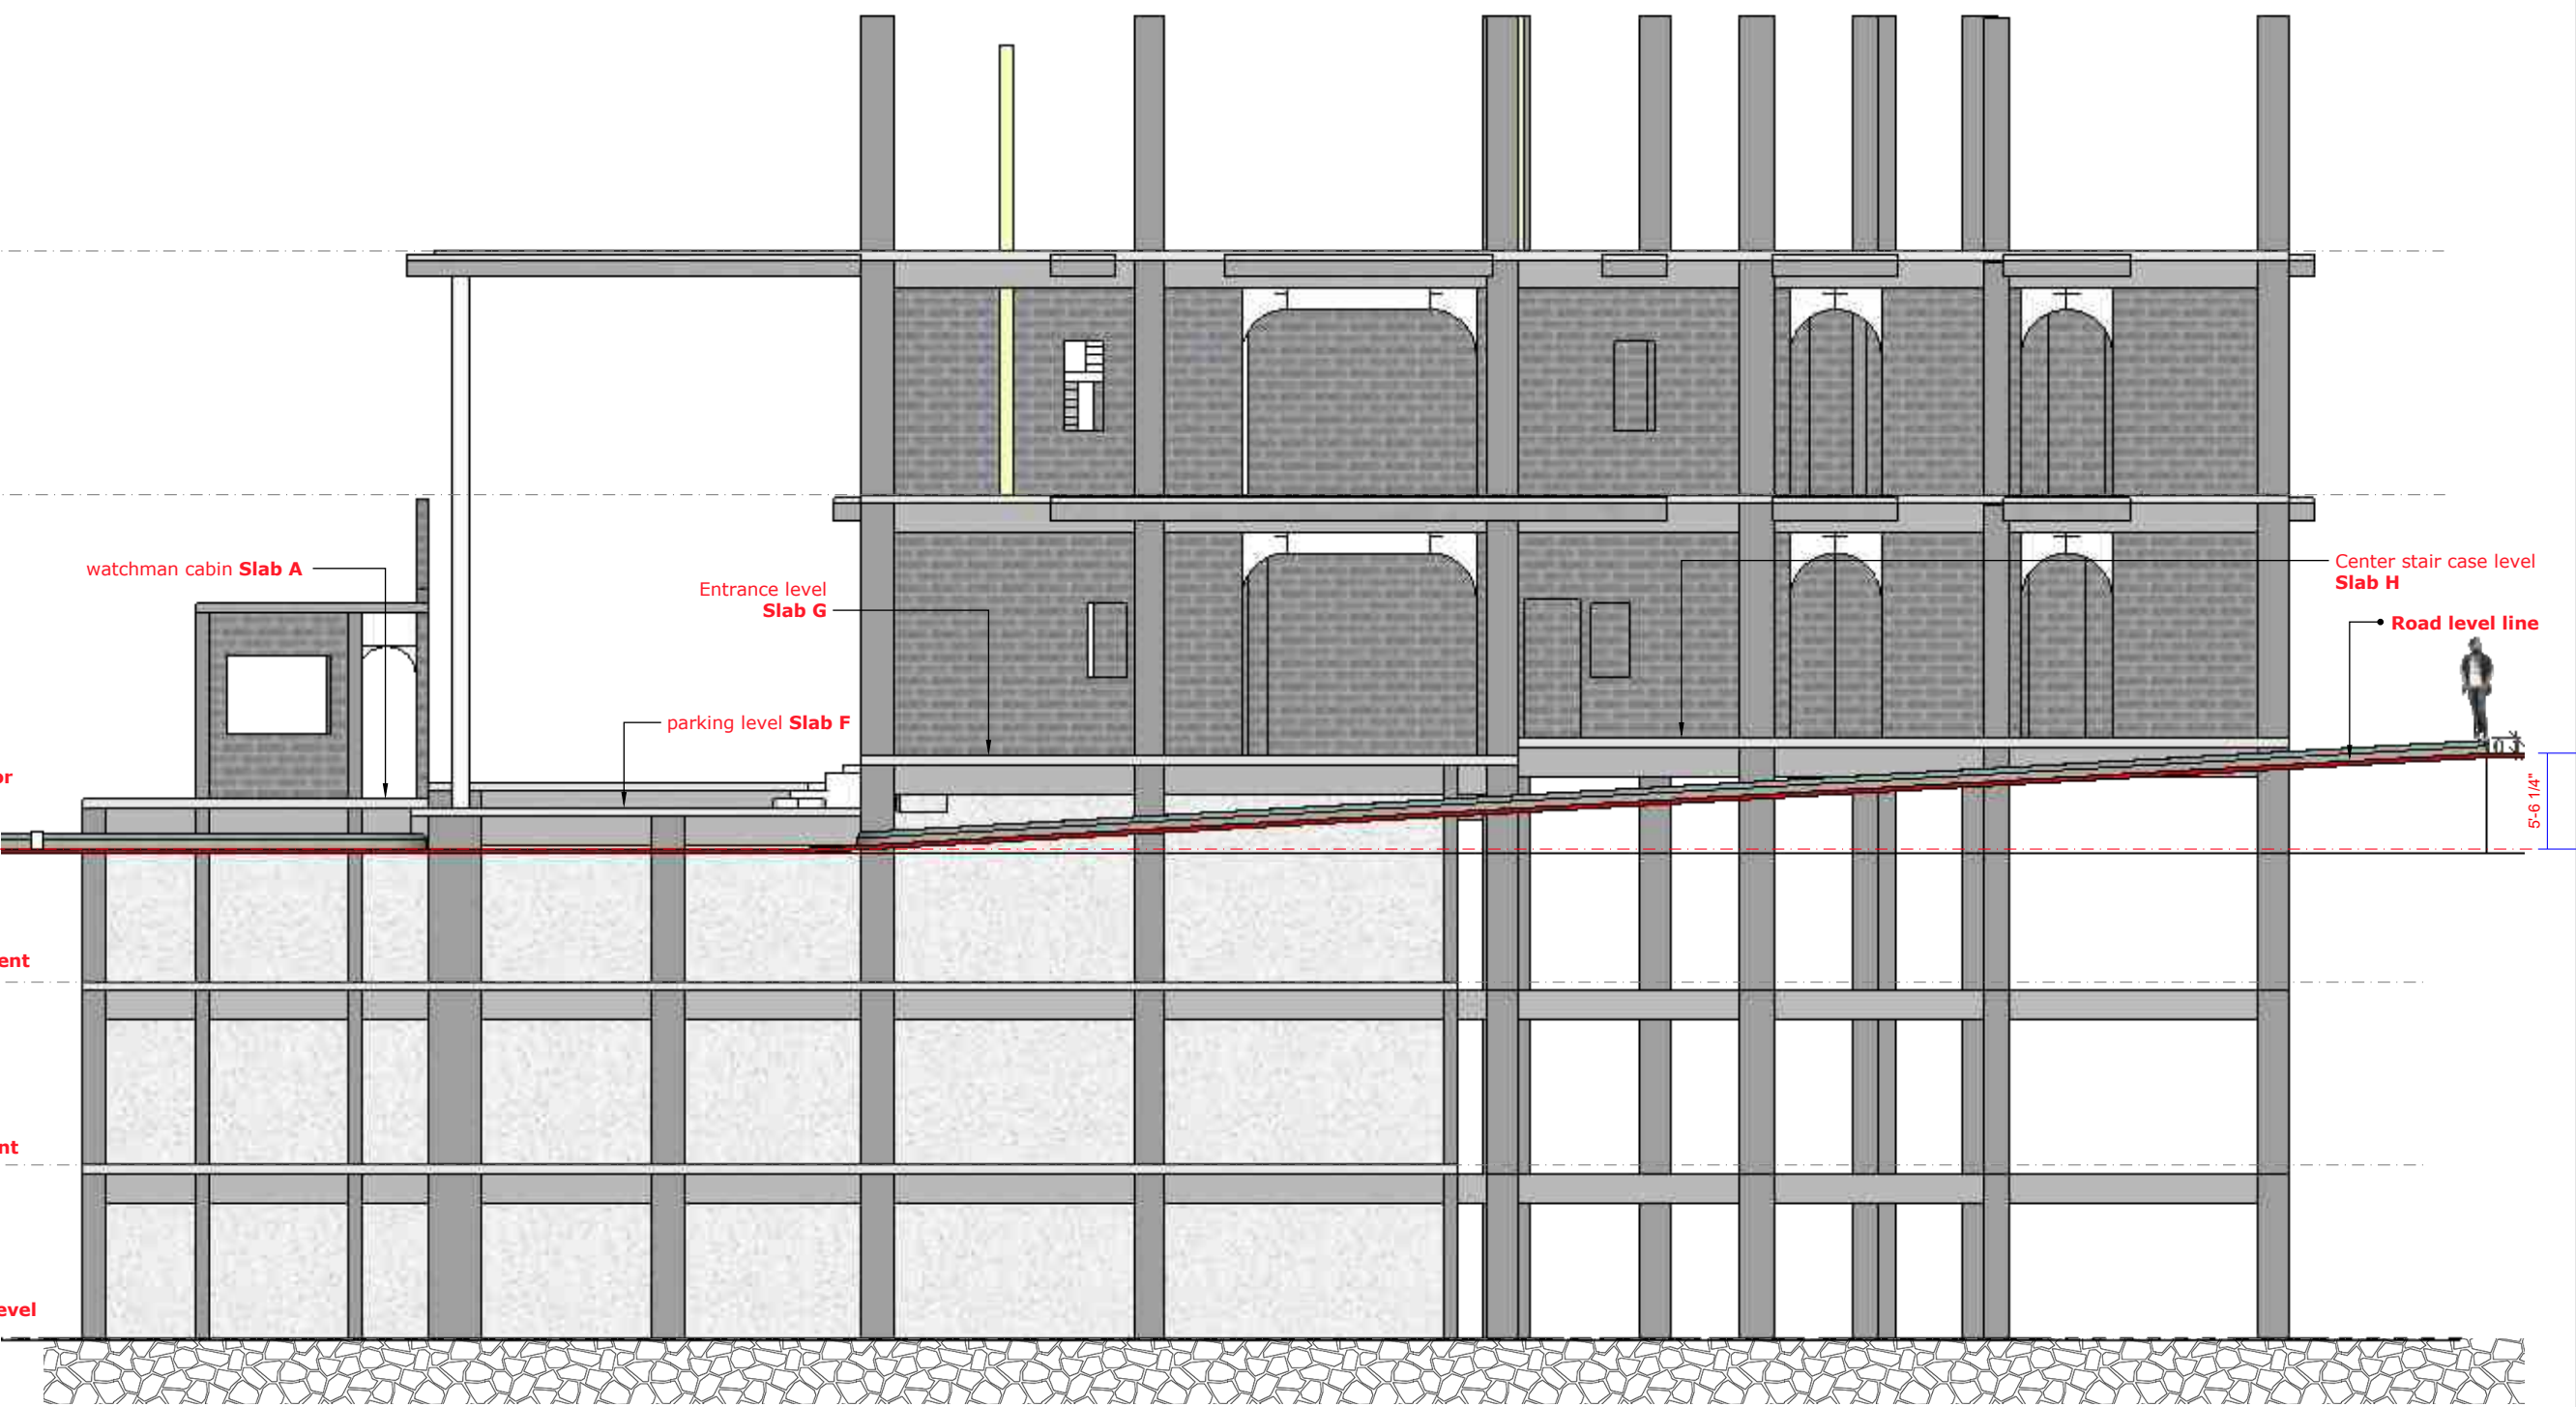 watchman cabin Slab A
Entrance level
Slab G
Center stair case level
Slab H
Road level line
parking level Slab F
or
5'-6 1/4"
ent
nt
evel